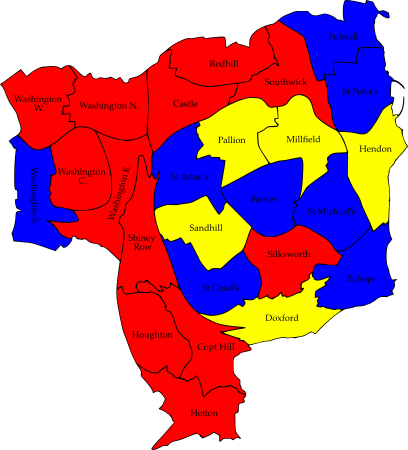 Fulwell
Redhill
Southwick
St Peter's
Washington
W.
Washington N.
Castle
Pallion
Millfield
Hendon
Washington
C.
Washington S.
Washington E.
St Anne's
Barnes
St Michael's
Sandhill
Shiney
Row
Silksworth
Ryhope
St Chad's
Doxford
Houghton
Copt Hill
Hetton